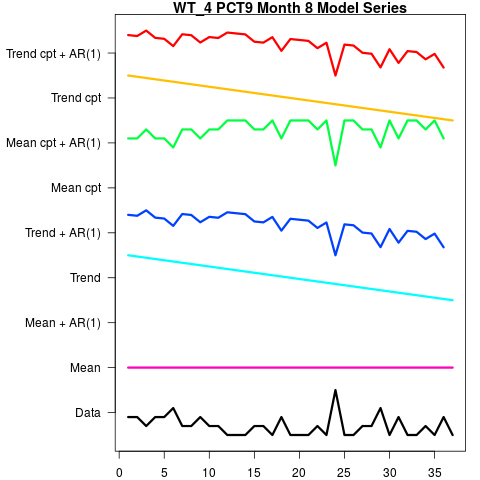 WT_4 PCT9 Month 8 Model Series
Trend cpt + AR(1)
Trend cpt
Mean cpt + AR(1)
Mean cpt
Trend + AR(1)
Trend
Mean + AR(1)
Mean
Data
0 5 10 15 20 25 30 35